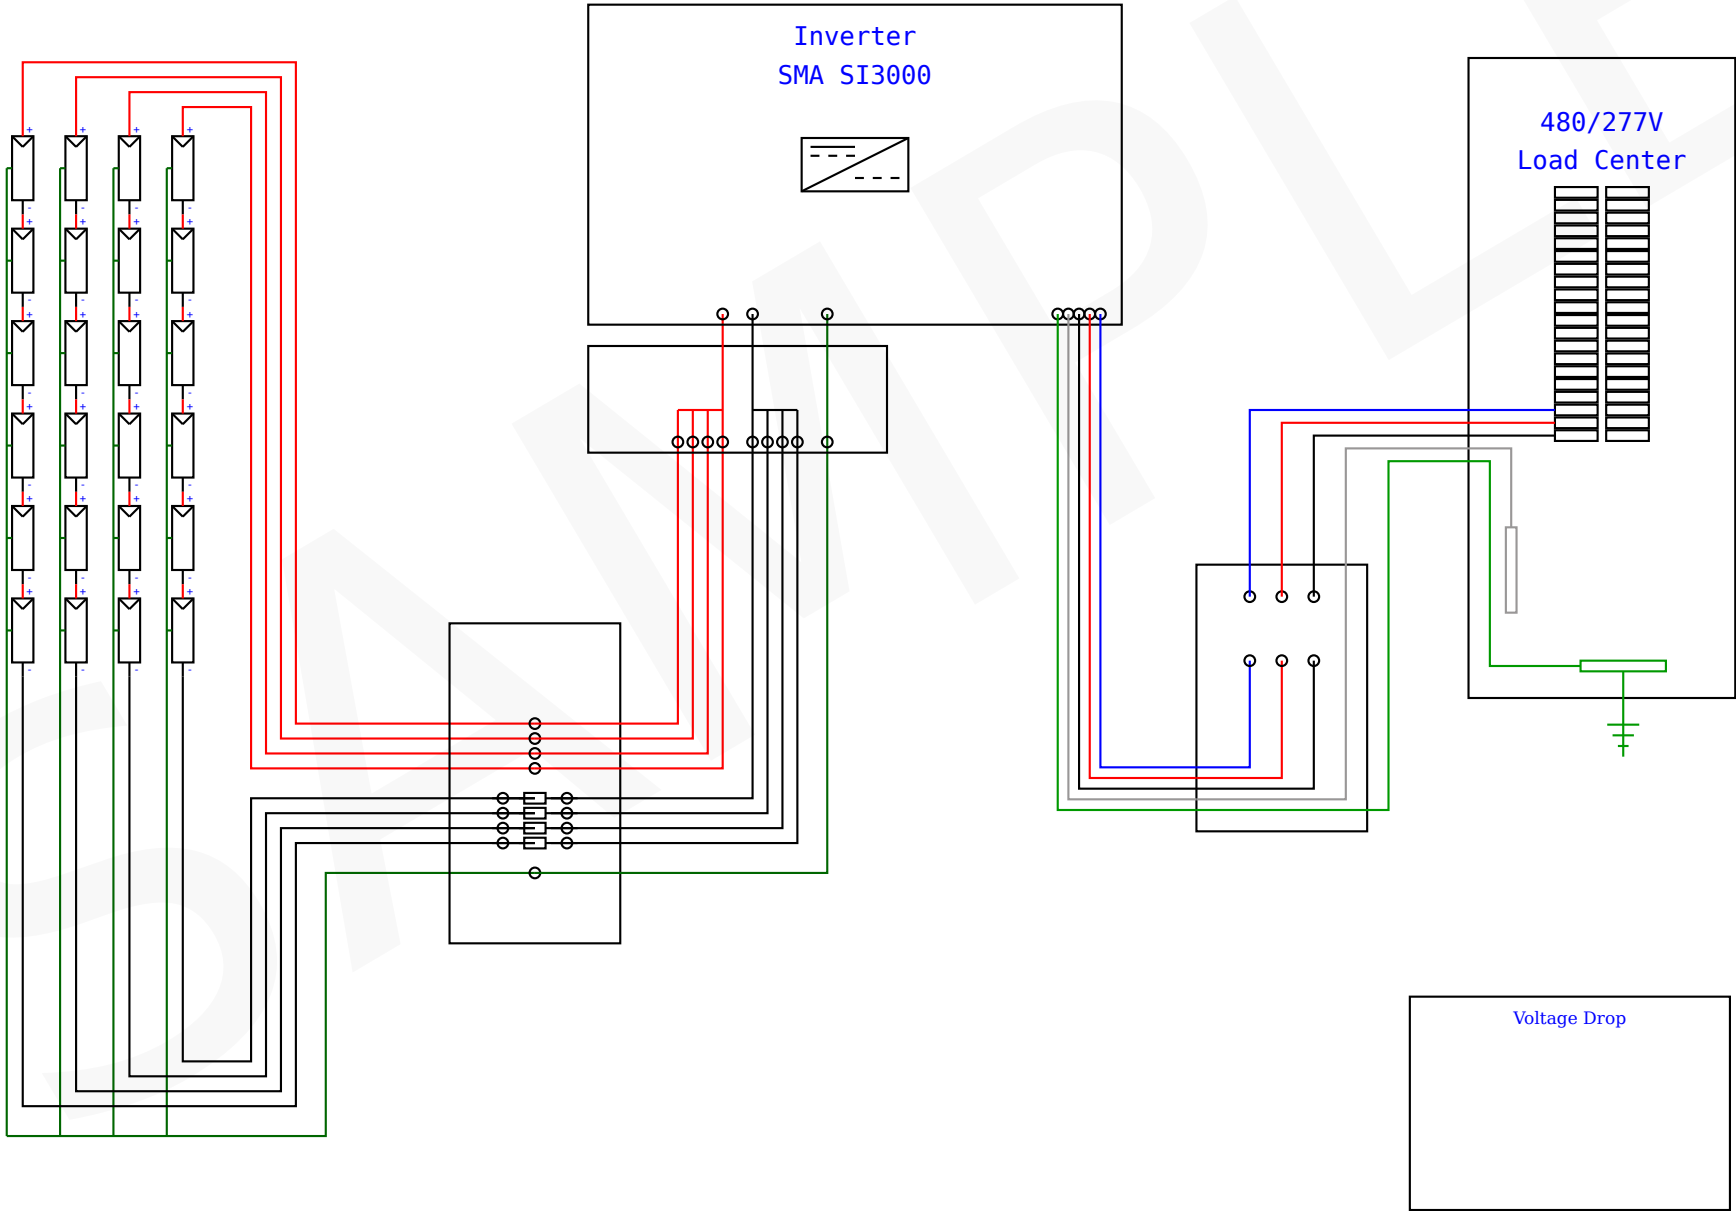 Inverter
SMA SI3000
480/277V
Load Center
+ + + +
- - - -
+ + + +
- - - -
+ + + +
- - - -
+ + + +
- - - -
+ + + +
- - - -
+ + + +
- - - -
Voltage Drop
SAMPLE